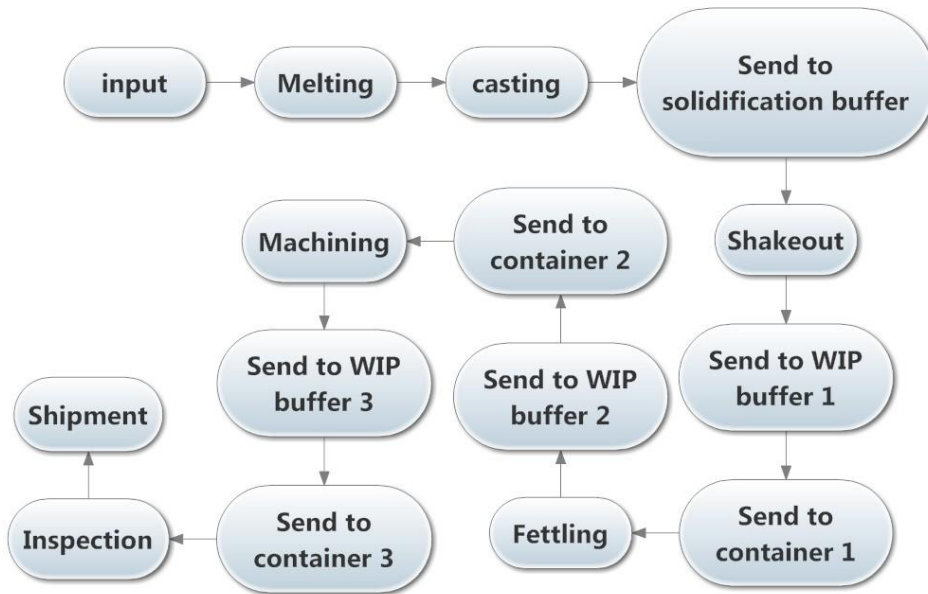 input
Melting
casting
Send to
solidification buffer
Shakeout
Send to WIP
buffer 1
Send to
container 1
Fettling
Send to WIP
buffer 2
Send to
container 2
Machining
Send to WIP
buffer 3
Send to
container 3
Inspection
Shipment